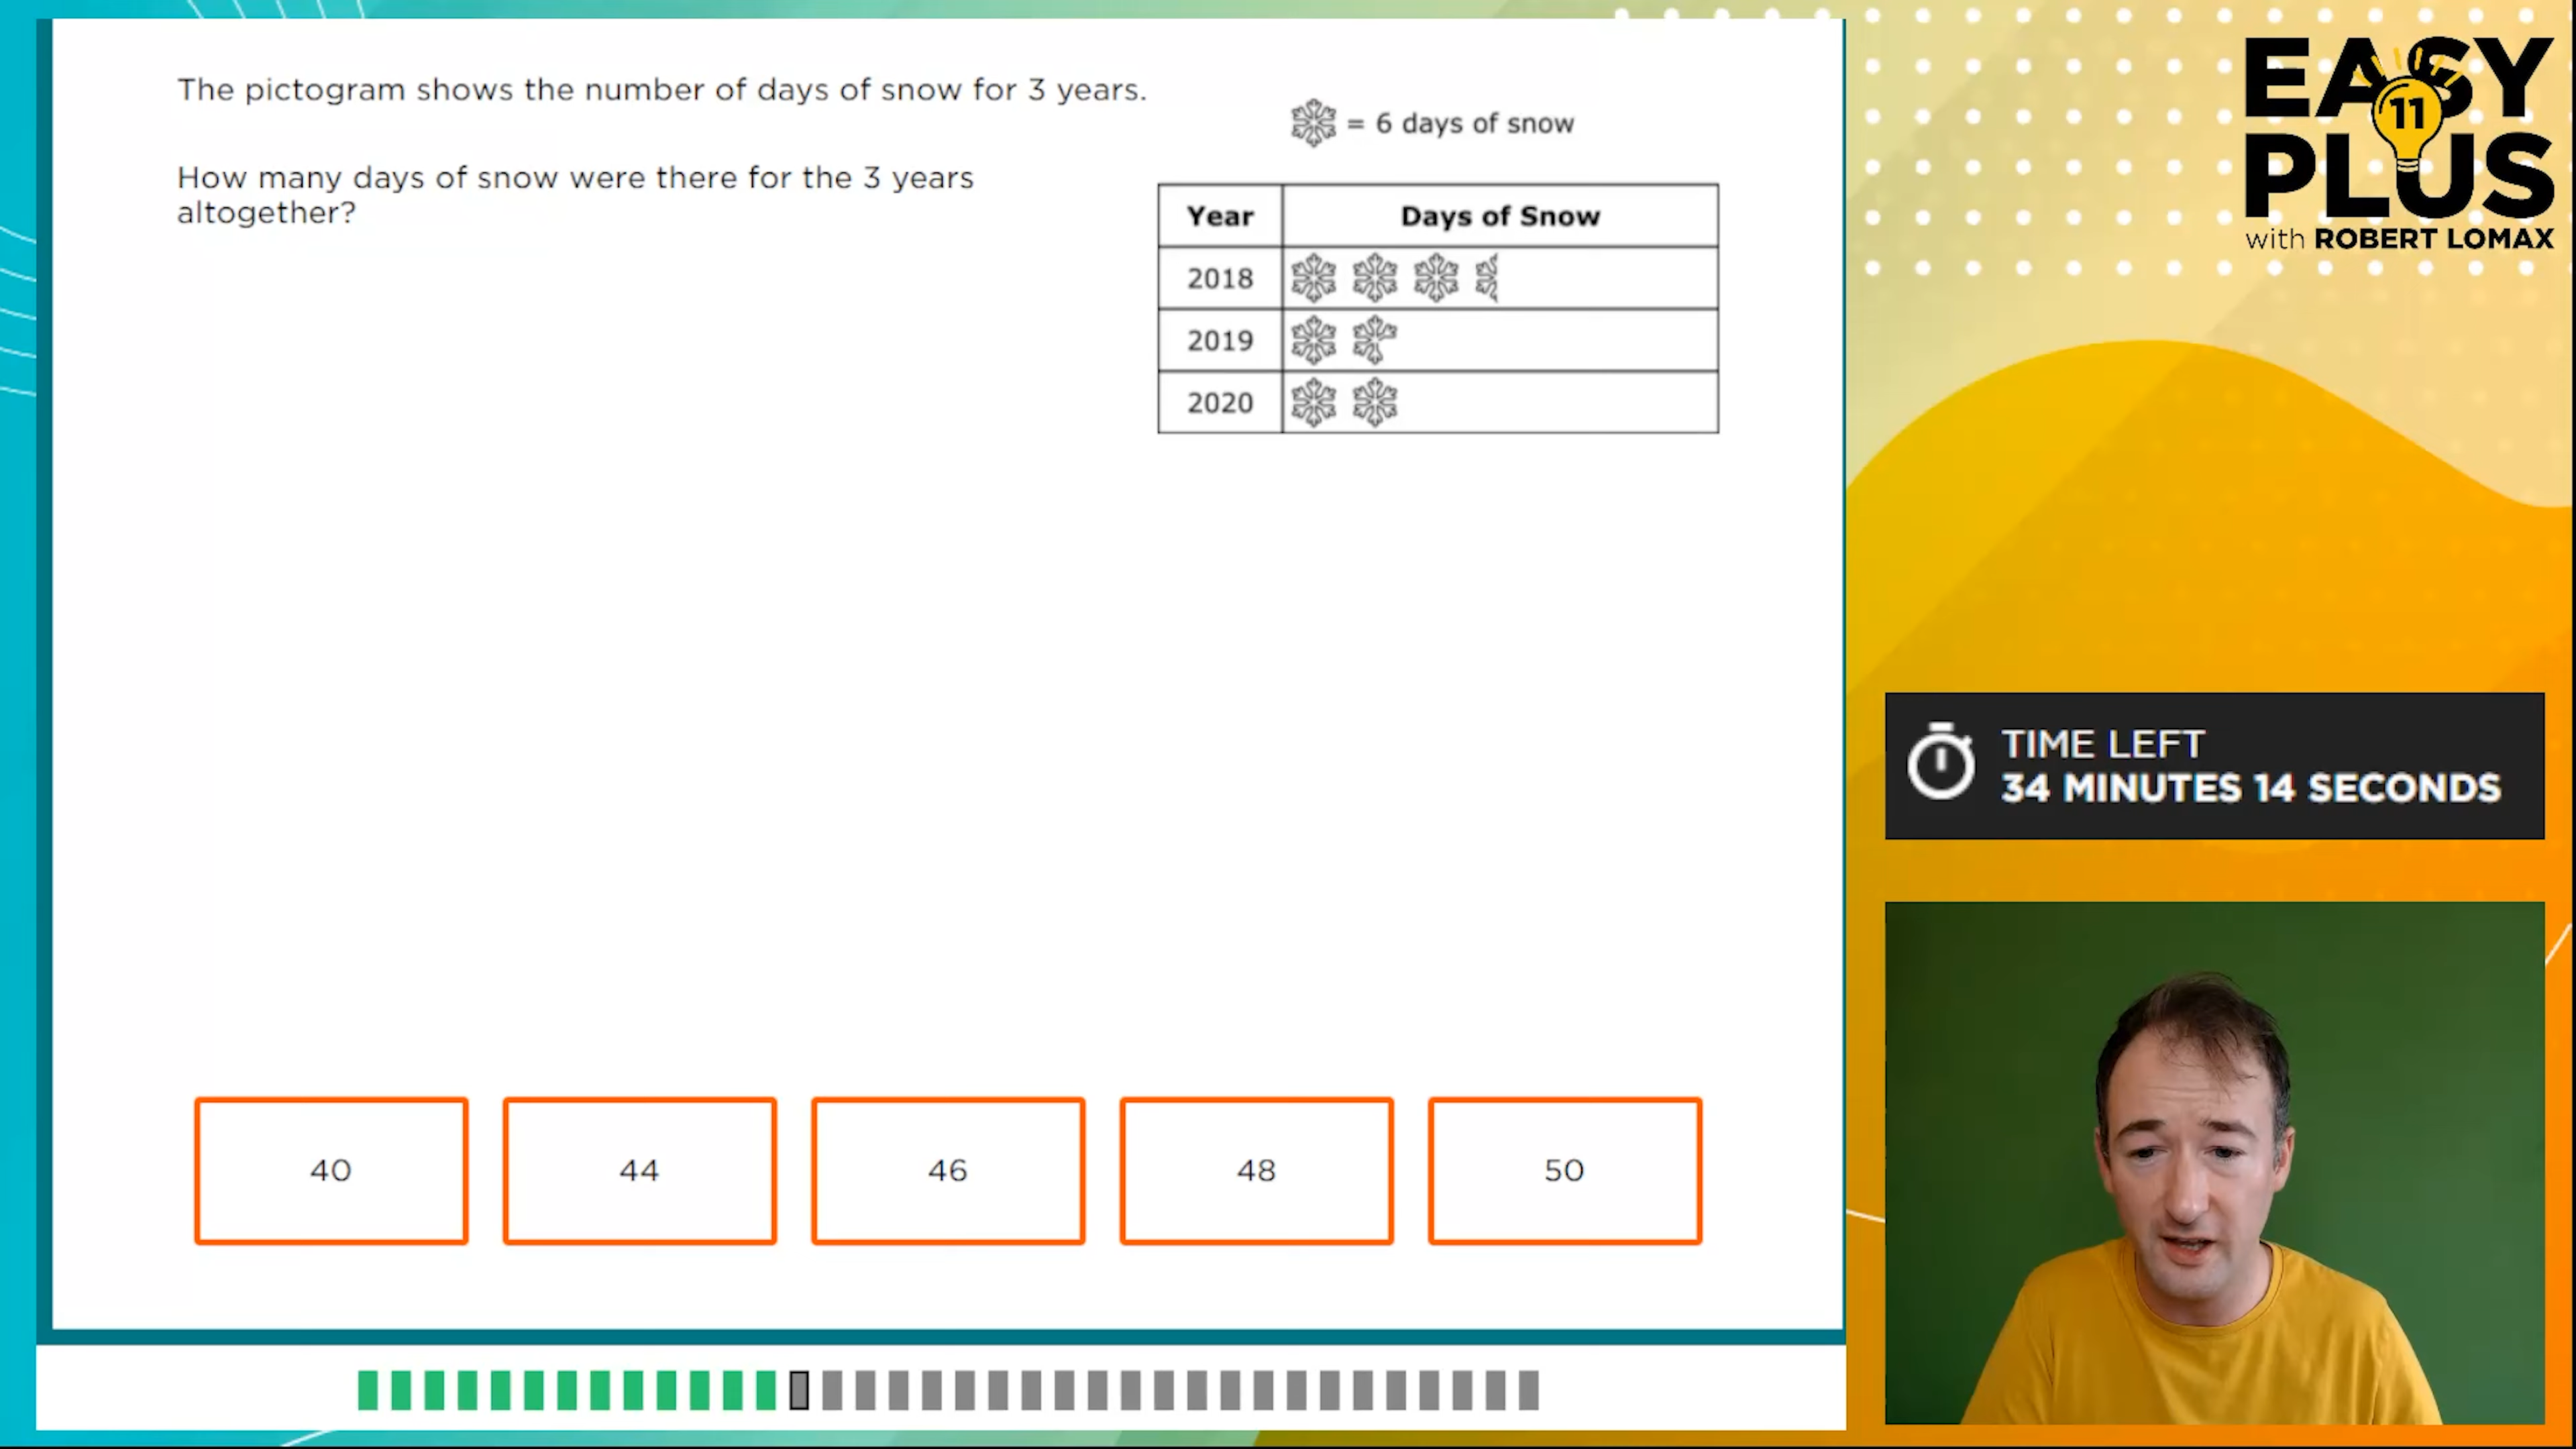 The pictogram shows the number of days of snow for 3 years.
How many days of snow were there for the 3 years
altogether?
= 6 days of snow
Year Days of Snow
2018
2019
2020
40 44 46 48 50
EASY
11
PLUS
with ROBERT LOMAX
TIME LEFT
34 MINUTES 14 SECONDS